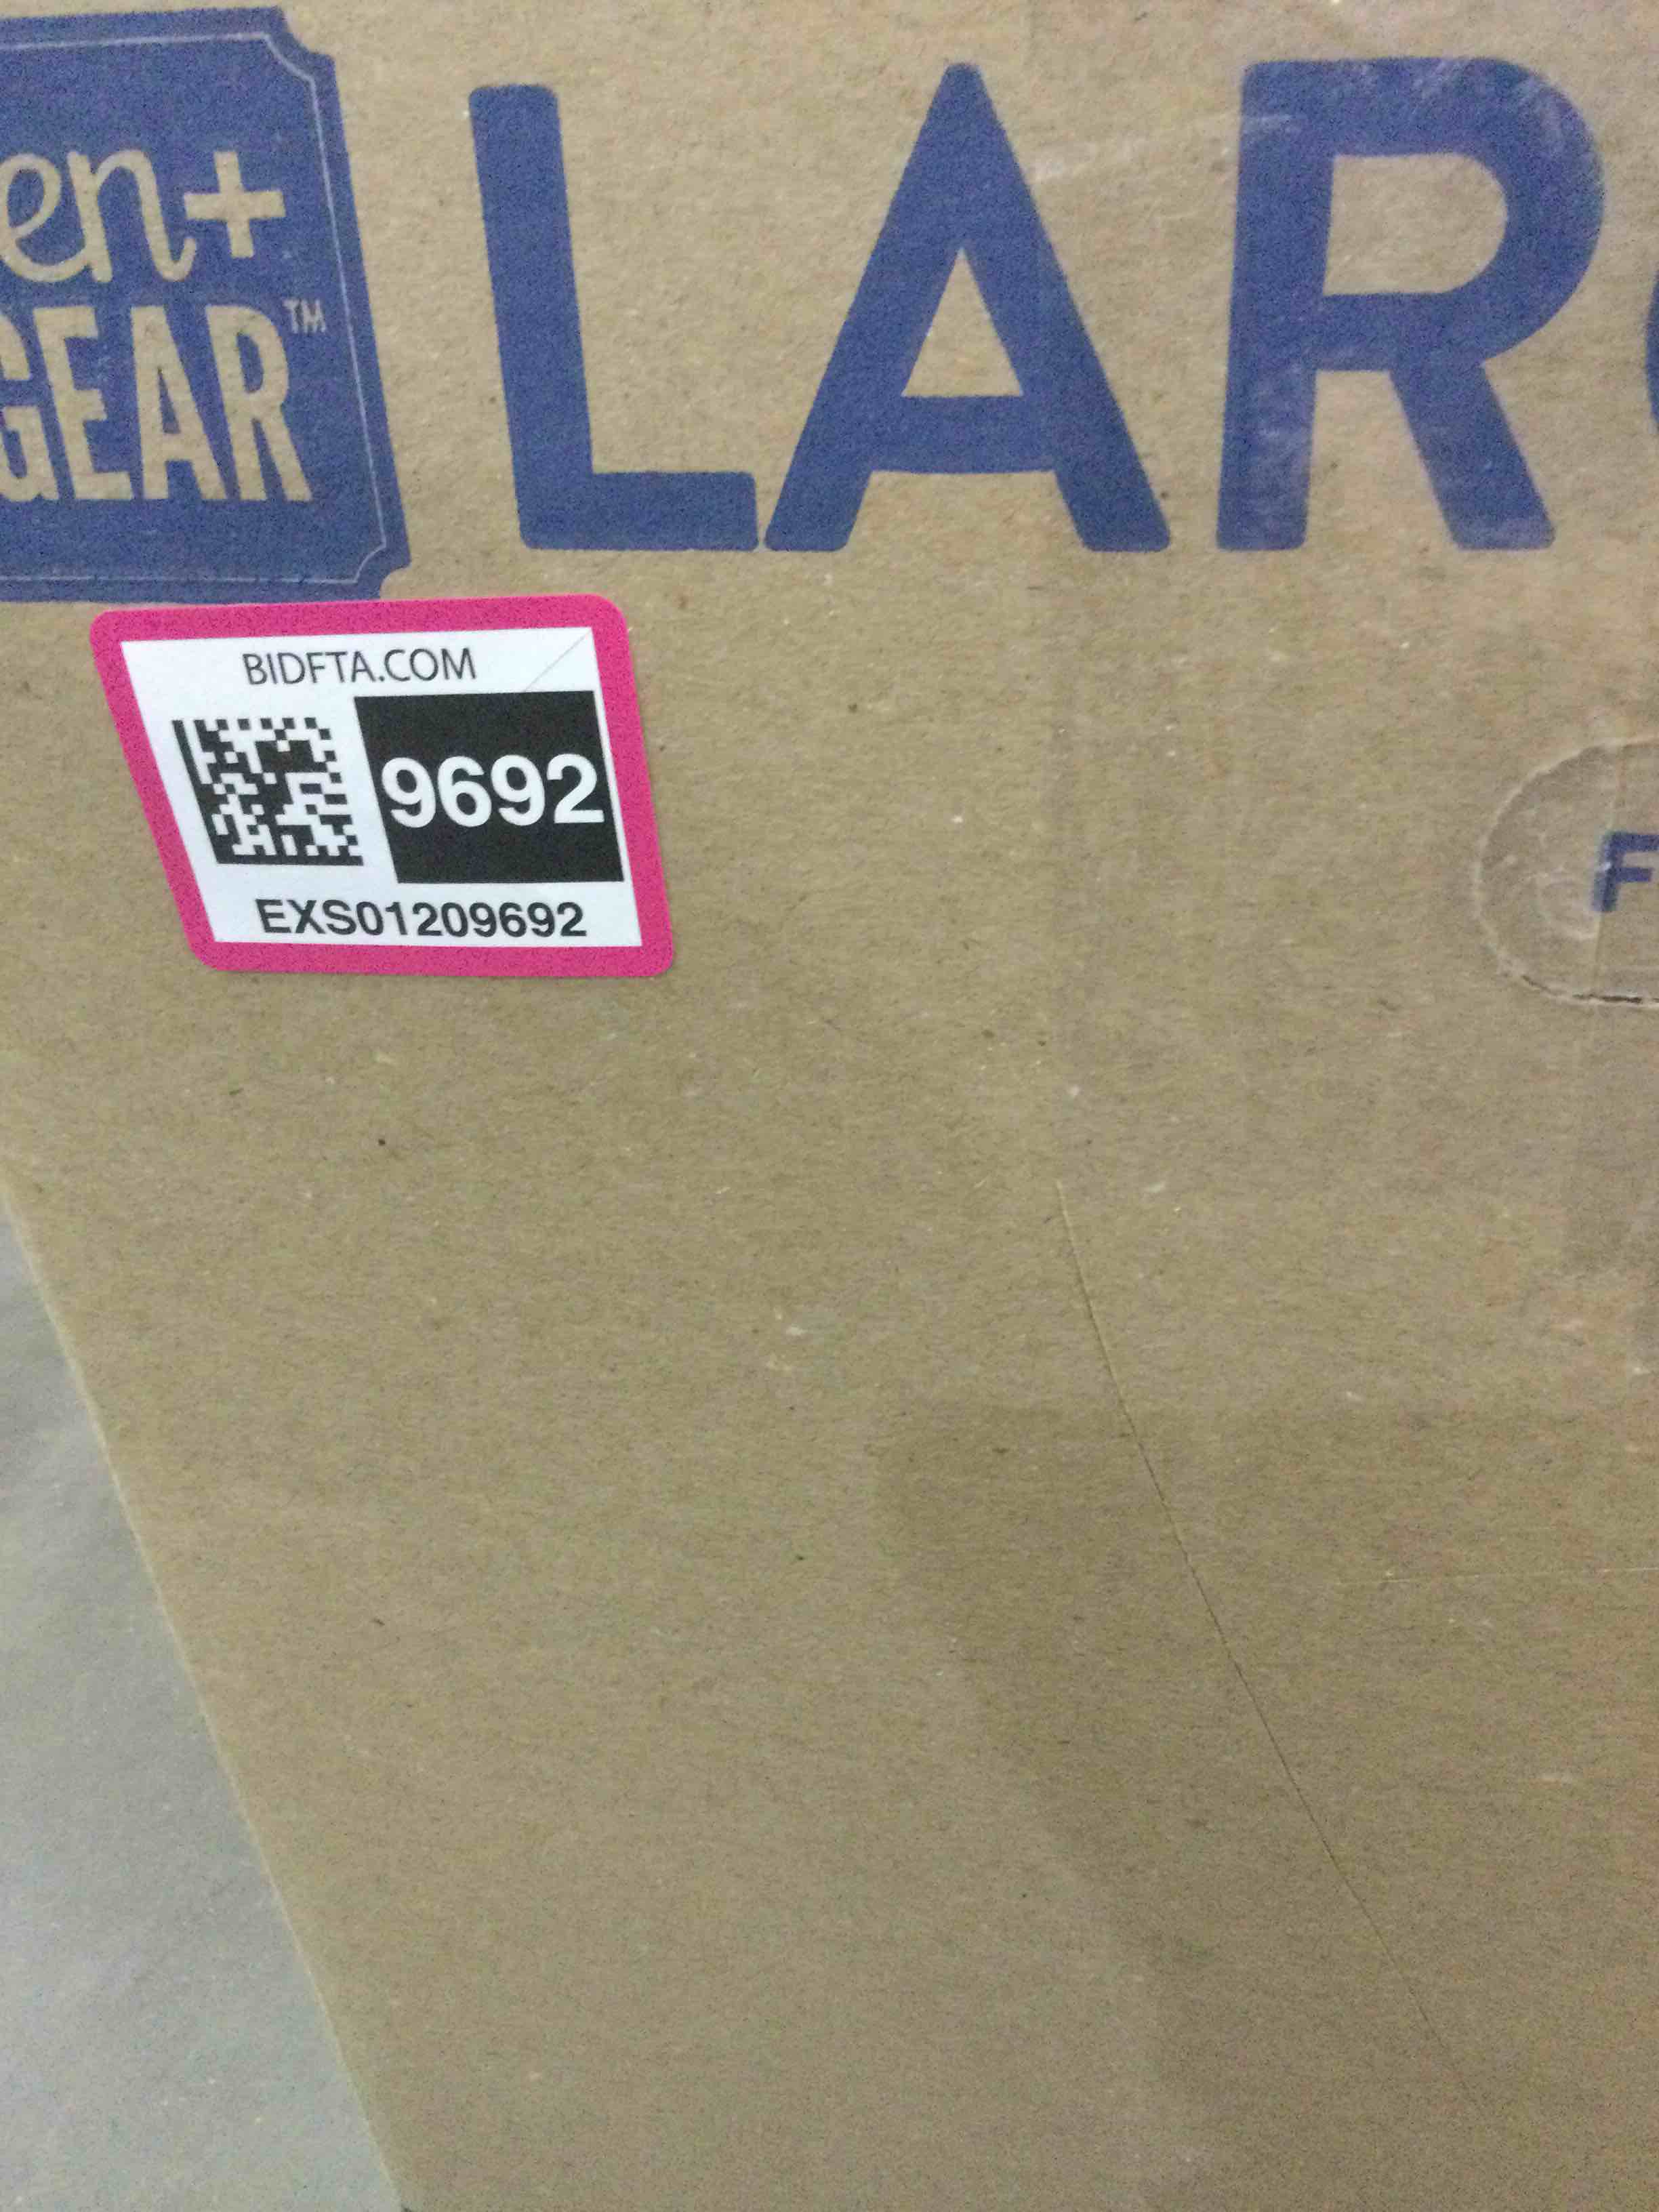 en+
GEAR™
LAR
BIDFTA.COM
9692
EXS01209692
F